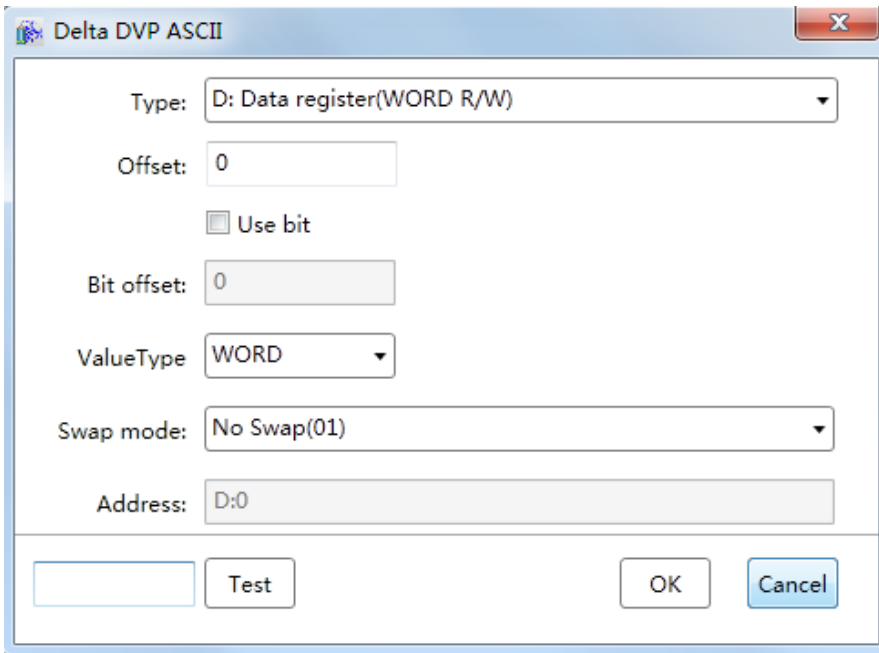 Delta DVP ASCII
Type: D: Data register(WORD R/W)
Offset: 0
Use bit
Bit offset: 0
ValueType WORD
Swap mode: No Swap(01)
Address: D:0
Test OK Cancel